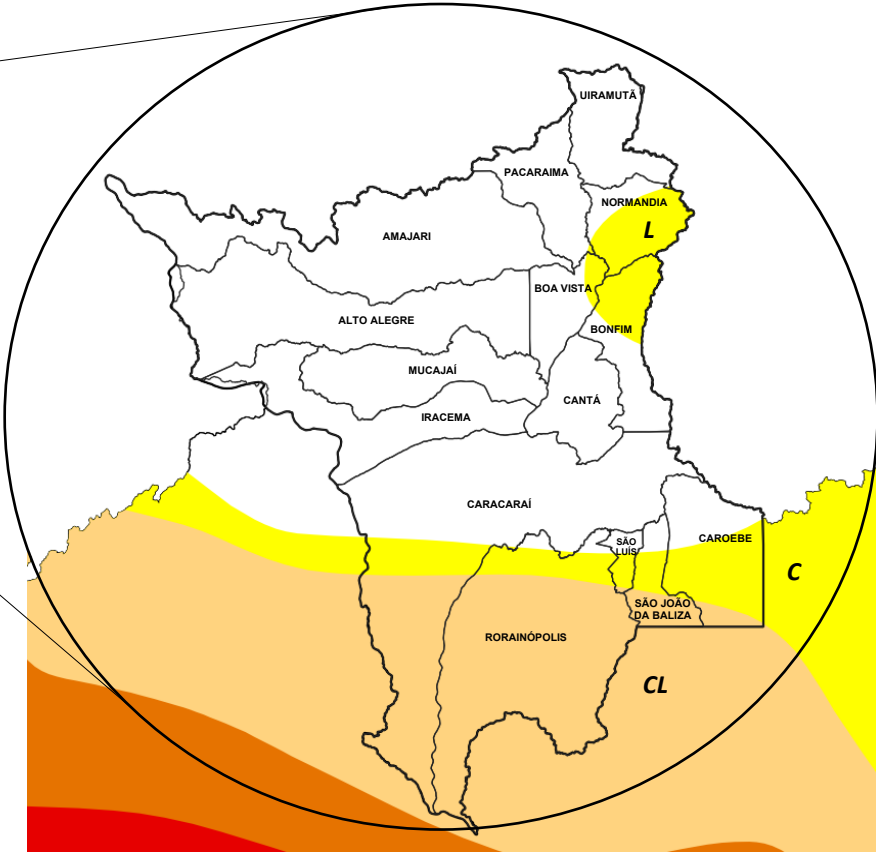 UIRAMUTÃ
PACARAIMA
NORMANDIA
L
AMAJARI
BOA VISTA
ALTO ALEGRE
BONFIM
MUCAJAÍ
CANTÁ
IRACEMA
CARACARAÍ
SÃO
LUÍS
CAROEBE
C
SÃO JOÃO
DA BALIZA
RORAINÓPOLIS
CL